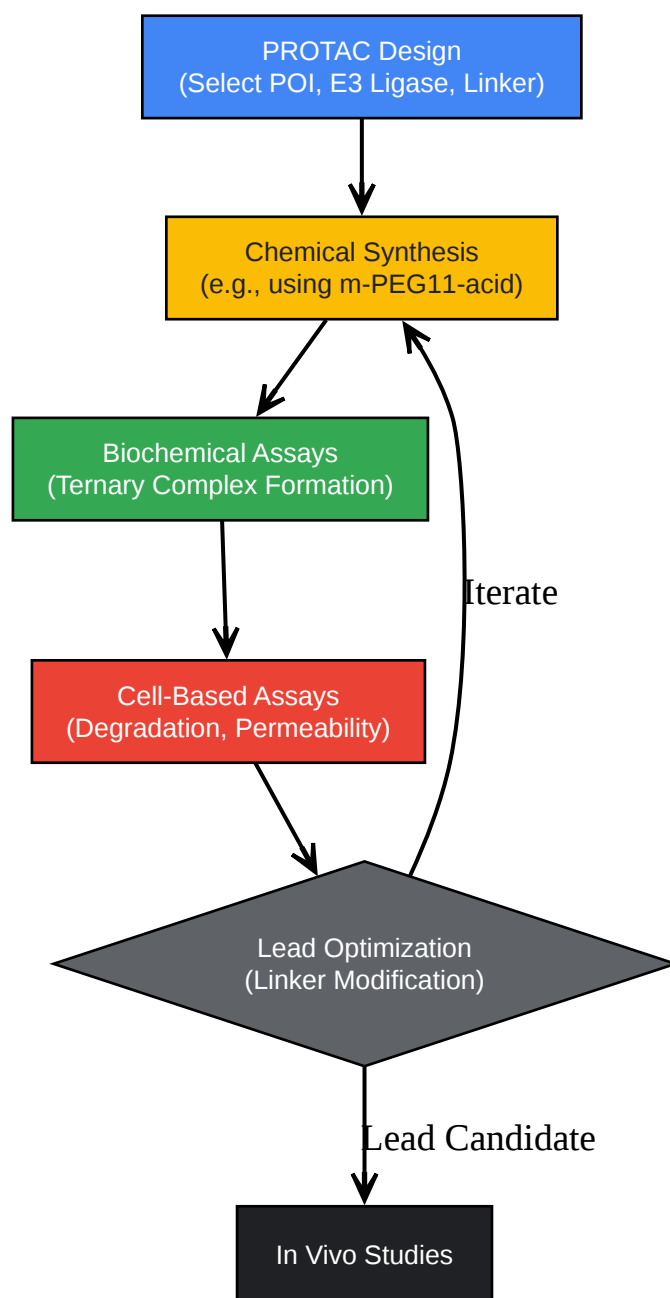 PROTAC Design
(Select POI, E3 Ligase, Linker)
Chemical Synthesis
(e.g., using m-PEG11-acid)
Biochemical Assays
(Ternary Complex Formation)
Iterate
Cell-Based Assays
(Degradation, Permeability)
Lead Optimization
(Linker Modification)
Lead Candidate
In Vivo Studies